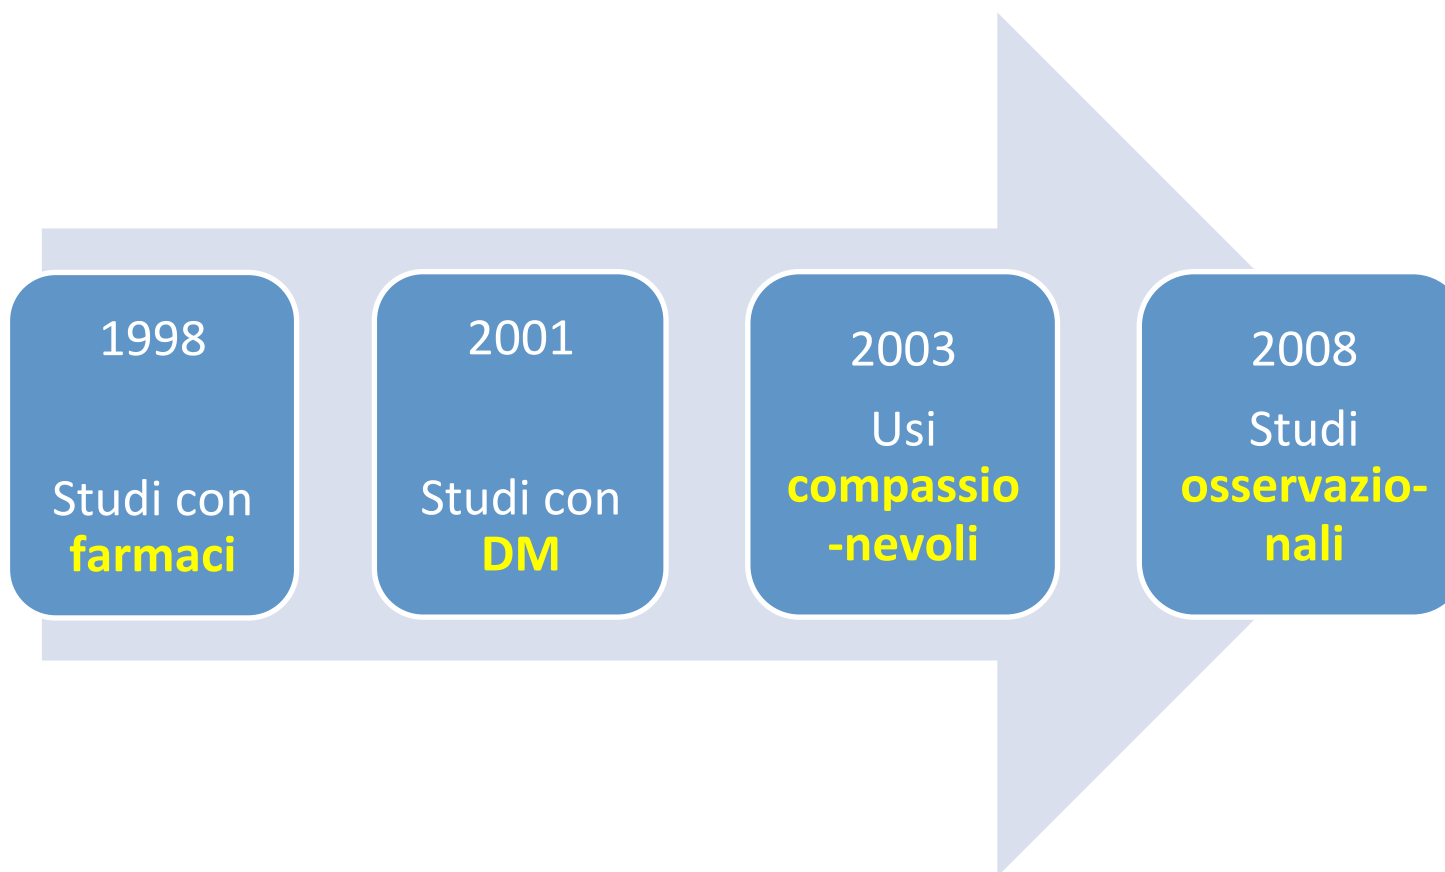 1998
Studi con
farmaci
2001
Studi con
DM
2003
Usi
compassio
-nevoli
2008
Studi
osservazio-
nali